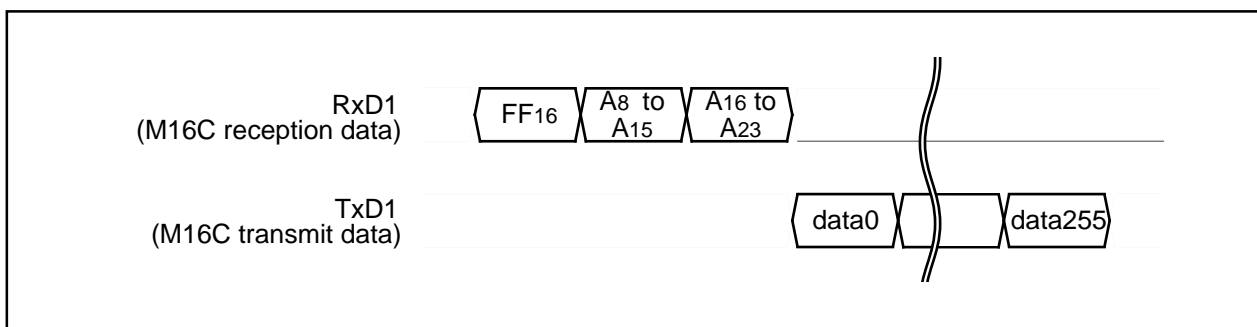 RxD1
(M16C reception data)
FF16
A8 to
A15
A16 to
A23
TxD1
(M16C transmit data)
data0
data255